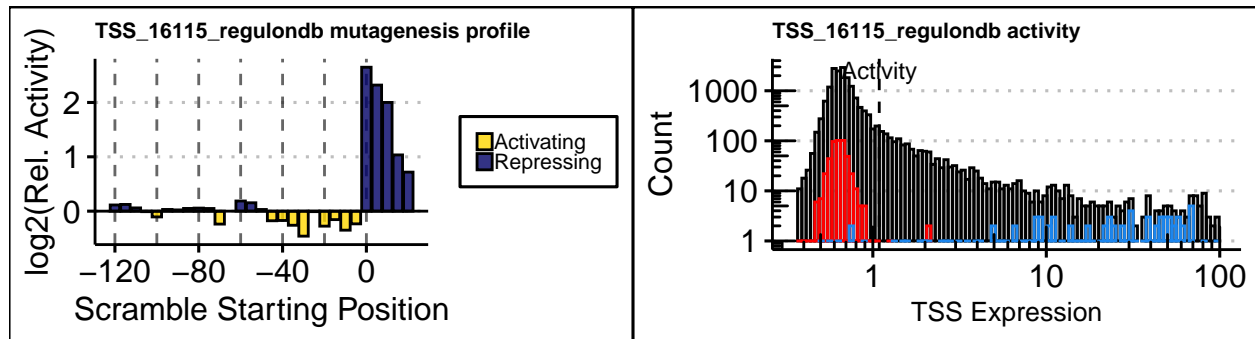 TSS_16115_regulondb mutagenesis profile
log2(Rel. Activity)
2
1
0
−120
−80
−40
0
Scramble Starting Position
Activating
Repressing
TSS_16115_regulondb activity
Activity
Count
1000
100
10
1
1
10
100
TSS Expression